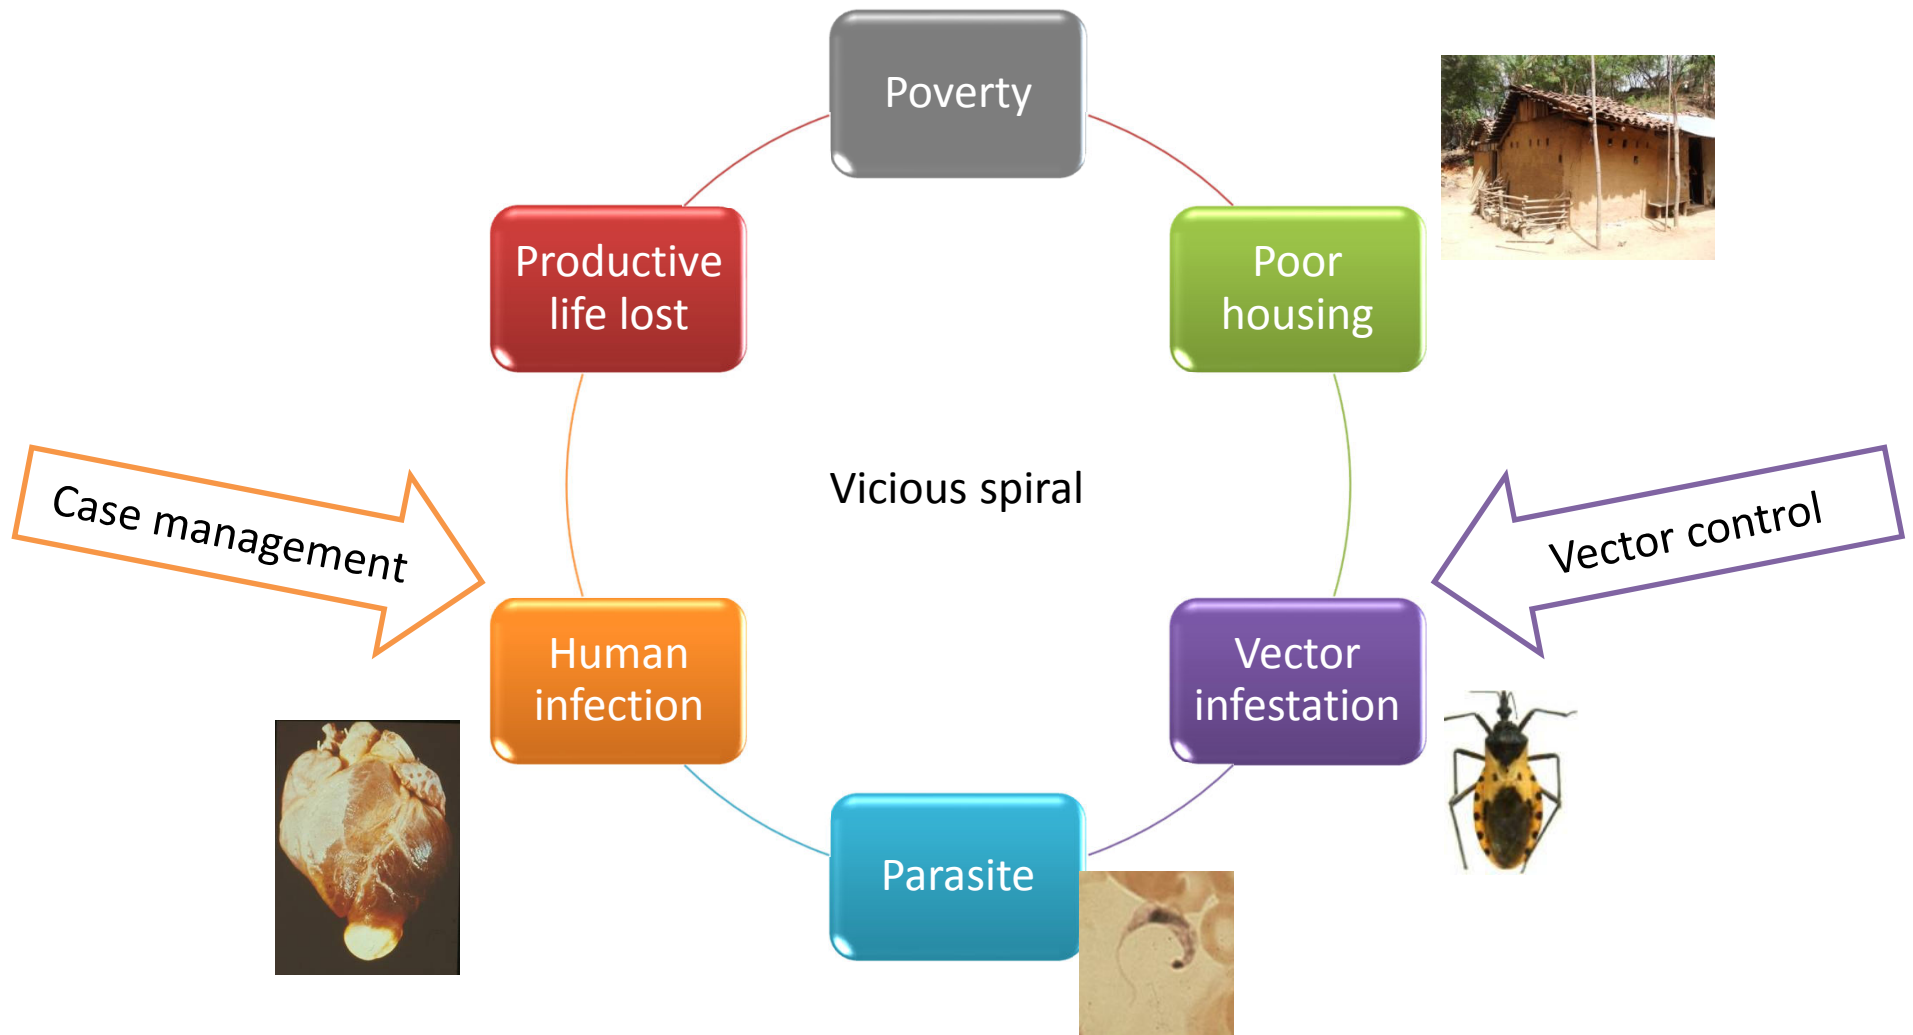 Poverty
Productive
life lost
Poor
housing
Case management
Vicious spiral
Vector control
Human
infection
Vector
infestation
Parasite